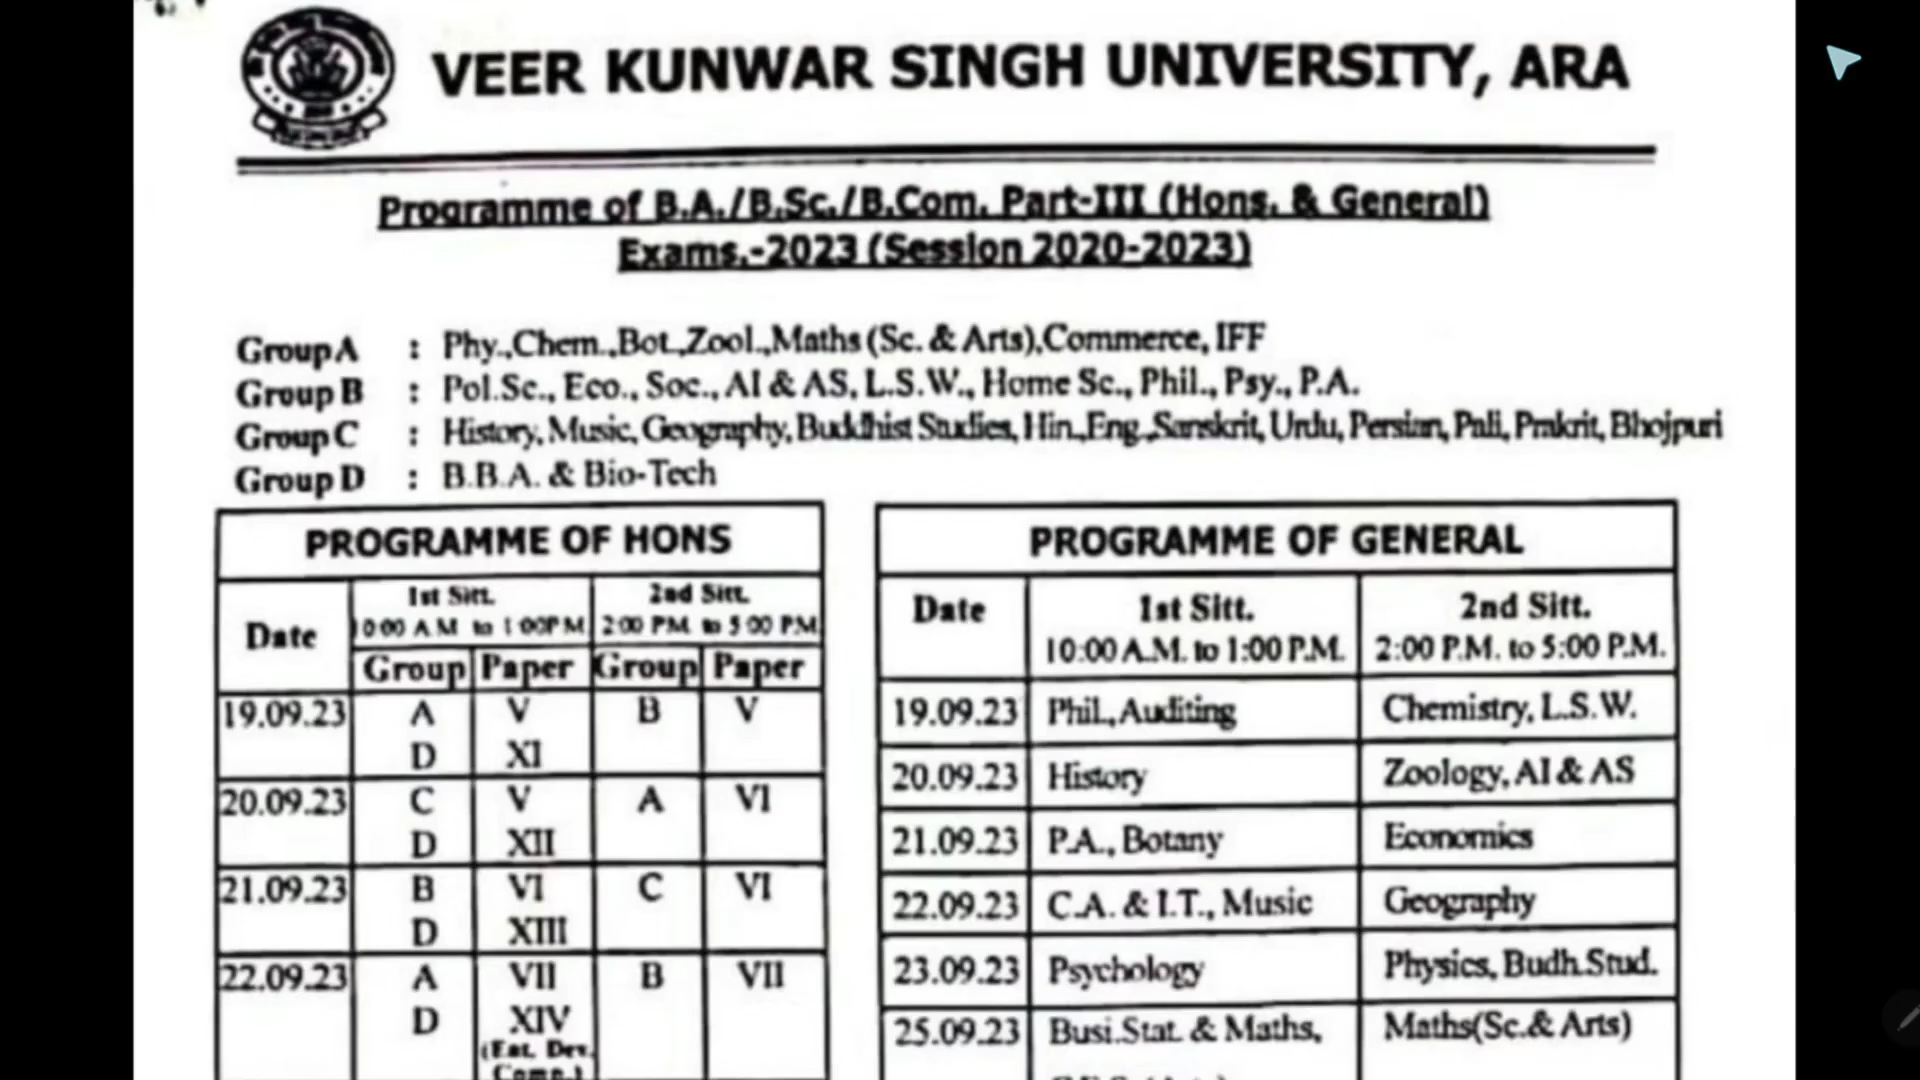 VEER KUNWAR SINGH UNIVERSITY, ARA
Programme of B.A./B.Sc./B.Com. Part-III (Hons. & General)
Exams.-2023 (Session 2020-2023)
Group A : Phy.,Chem.,Bot.,Zool.,Maths (Sc. & Arts),Commerce, IFF
Group B : Pol.Sc., Eco., Soc., AI & AS, L.S.W., Home Sc., Phil., Psy., P.A.
Group C : History, Music, Geography, Buddhist Studies, Hin.,Eng.,Sanskrit, Urdu, Persian, Pali, Prakrit, Bhojpuri
Group D : B.B.A. & Bio-Tech
PROGRAMME OF HONS
Date 1st Sitt. 2nd Sitt.
10:00 A.M. to 1:00P.M. 2:00 P.M. to 5:00 P.M.
Group Paper Group Paper
19.09.23 A V B V
D XI
20.09.23 C V A VI
D XII
21.09.23 B VI C VI
D XIII
22.09.23 A VII B VII
D XIV
(Ent. Dev.
Comp.)
PROGRAMME OF GENERAL
Date 1st Sitt. 2nd Sitt.
10:00 A.M. to 1:00 P.M. 2:00 P.M. to 5:00 P.M.
19.09.23 Phil., Auditing Chemistry, L.S.W.
20.09.23 History Zoology, AI & AS
21.09.23 P.A., Botany Economics
22.09.23 C.A. & I.T., Music Geography
23.09.23 Psychology Physics, Budh.Stud.
25.09.23 Busi.Stat. & Maths, Maths(Sc.& Arts)